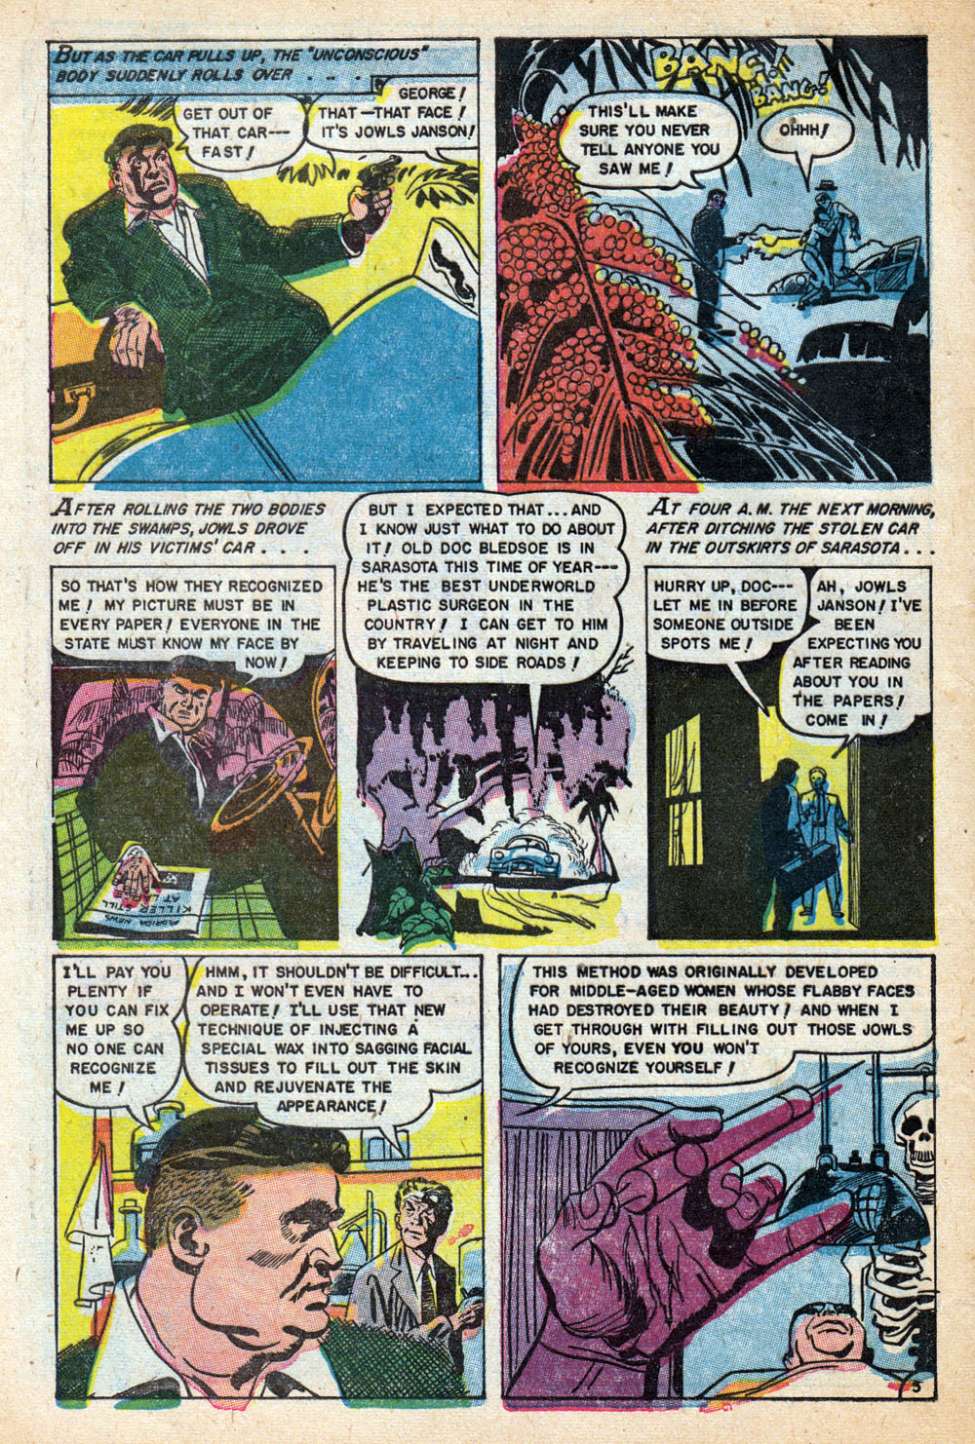 BUT AS THE CAR PULLS UP, THE "UNCONSCIOUS"
BODY SUDDENLY ROLLS OVER . . .
GET OUT OF
THAT CAR---
FAST!
GEORGE!
THAT—THAT FACE!
IT'S JOWLS JANSON!
BANG!!
BANG!
THIS'LL MAKE
SURE YOU NEVER
TELL ANYONE YOU
SAW ME!
OHHH!
AFTER ROLLING THE TWO BODIES
INTO THE SWAMPS, JOWLS DROVE
OFF IN HIS VICTIMS' CAR . . .
SO THAT'S HOW THEY RECOGNIZED
ME! MY PICTURE MUST BE IN
EVERY PAPER! EVERYONE IN THE
STATE MUST KNOW MY FACE BY
NOW!
FLORIDA NEWS
KILLER STILL
AT LARGE
BUT I EXPECTED THAT...AND
I KNOW JUST WHAT TO DO ABOUT
IT! OLD DOC BLEDSOE IS IN
SARASOTA THIS TIME OF YEAR---
HE'S THE BEST UNDERWORLD
PLASTIC SURGEON IN THE
COUNTRY! I CAN GET TO HIM
BY TRAVELING AT NIGHT AND
KEEPING TO SIDE ROADS!
AT FOUR A.M. THE NEXT MORNING,
AFTER DITCHING THE STOLEN CAR
IN THE OUTSKIRTS OF SARASOTA...
HURRY UP, DOC---
LET ME IN BEFORE
SOMEONE OUTSIDE
SPOTS ME!
AH, JOWLS
JANSON! I'VE
BEEN
EXPECTING YOU
AFTER READING
ABOUT YOU IN
THE PAPERS!
COME IN!
I'LL PAY YOU
PLENTY IF
YOU CAN FIX
ME UP SO
NO ONE CAN
RECOGNIZE
ME!
HMM, IT SHOULDN'T BE DIFFICULT...
AND I WON'T EVEN HAVE TO
OPERATE! I'LL USE THAT NEW
TECHNIQUE OF INJECTING A
SPECIAL WAX INTO SAGGING FACIAL
TISSUES TO FILL OUT THE SKIN
AND REJUVENATE THE
APPEARANCE!
THIS METHOD WAS ORIGINALLY DEVELOPED
FOR MIDDLE-AGED WOMEN WHOSE FLABBY FACES
HAD DESTROYED THEIR BEAUTY! AND WHEN I
GET THROUGH WITH FILLING OUT THOSE JOWLS
OF YOURS, EVEN YOU WON'T
RECOGNIZE YOURSELF!
5